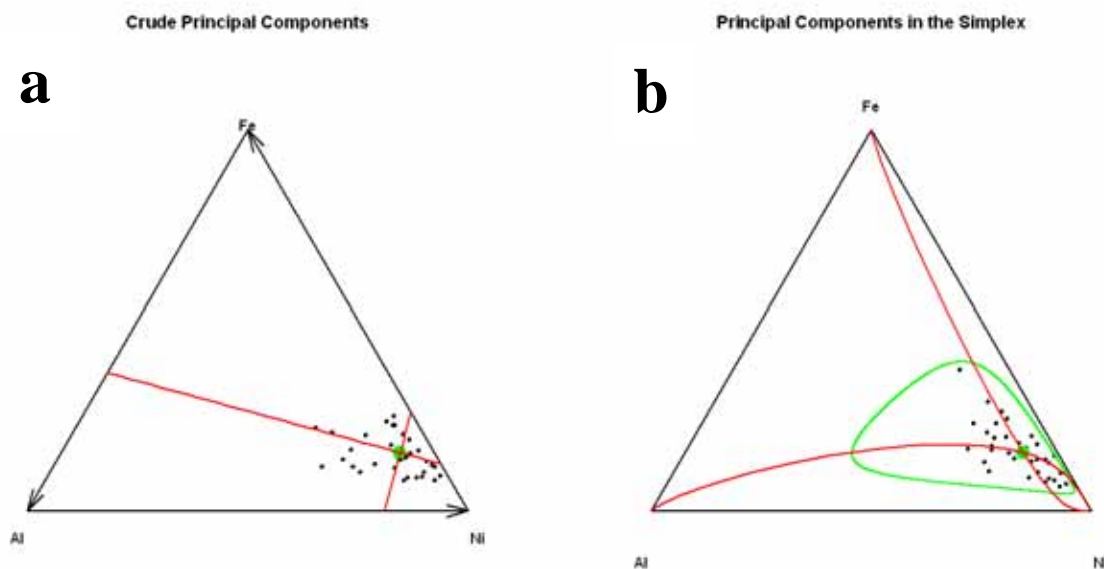 Crude Principal Components
a
Fe
Al
Ni
Principal Components in the Simplex
b
Fe
Al
N